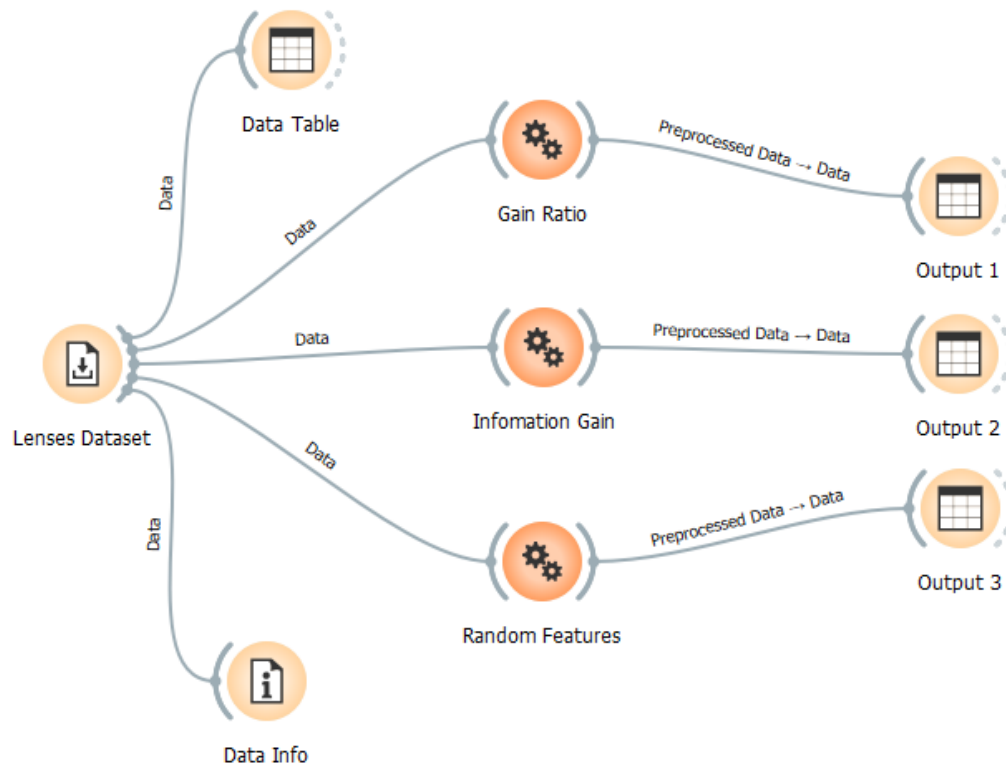 Data Table
Data
Gain Ratio
Data
Preprocessed Data → Data
Output 1
Lenses Dataset
Data
Infomation Gain
Preprocessed Data → Data
Output 2
Data
Random Features
Preprocessed Data → Data
Output 3
Data
Data Info